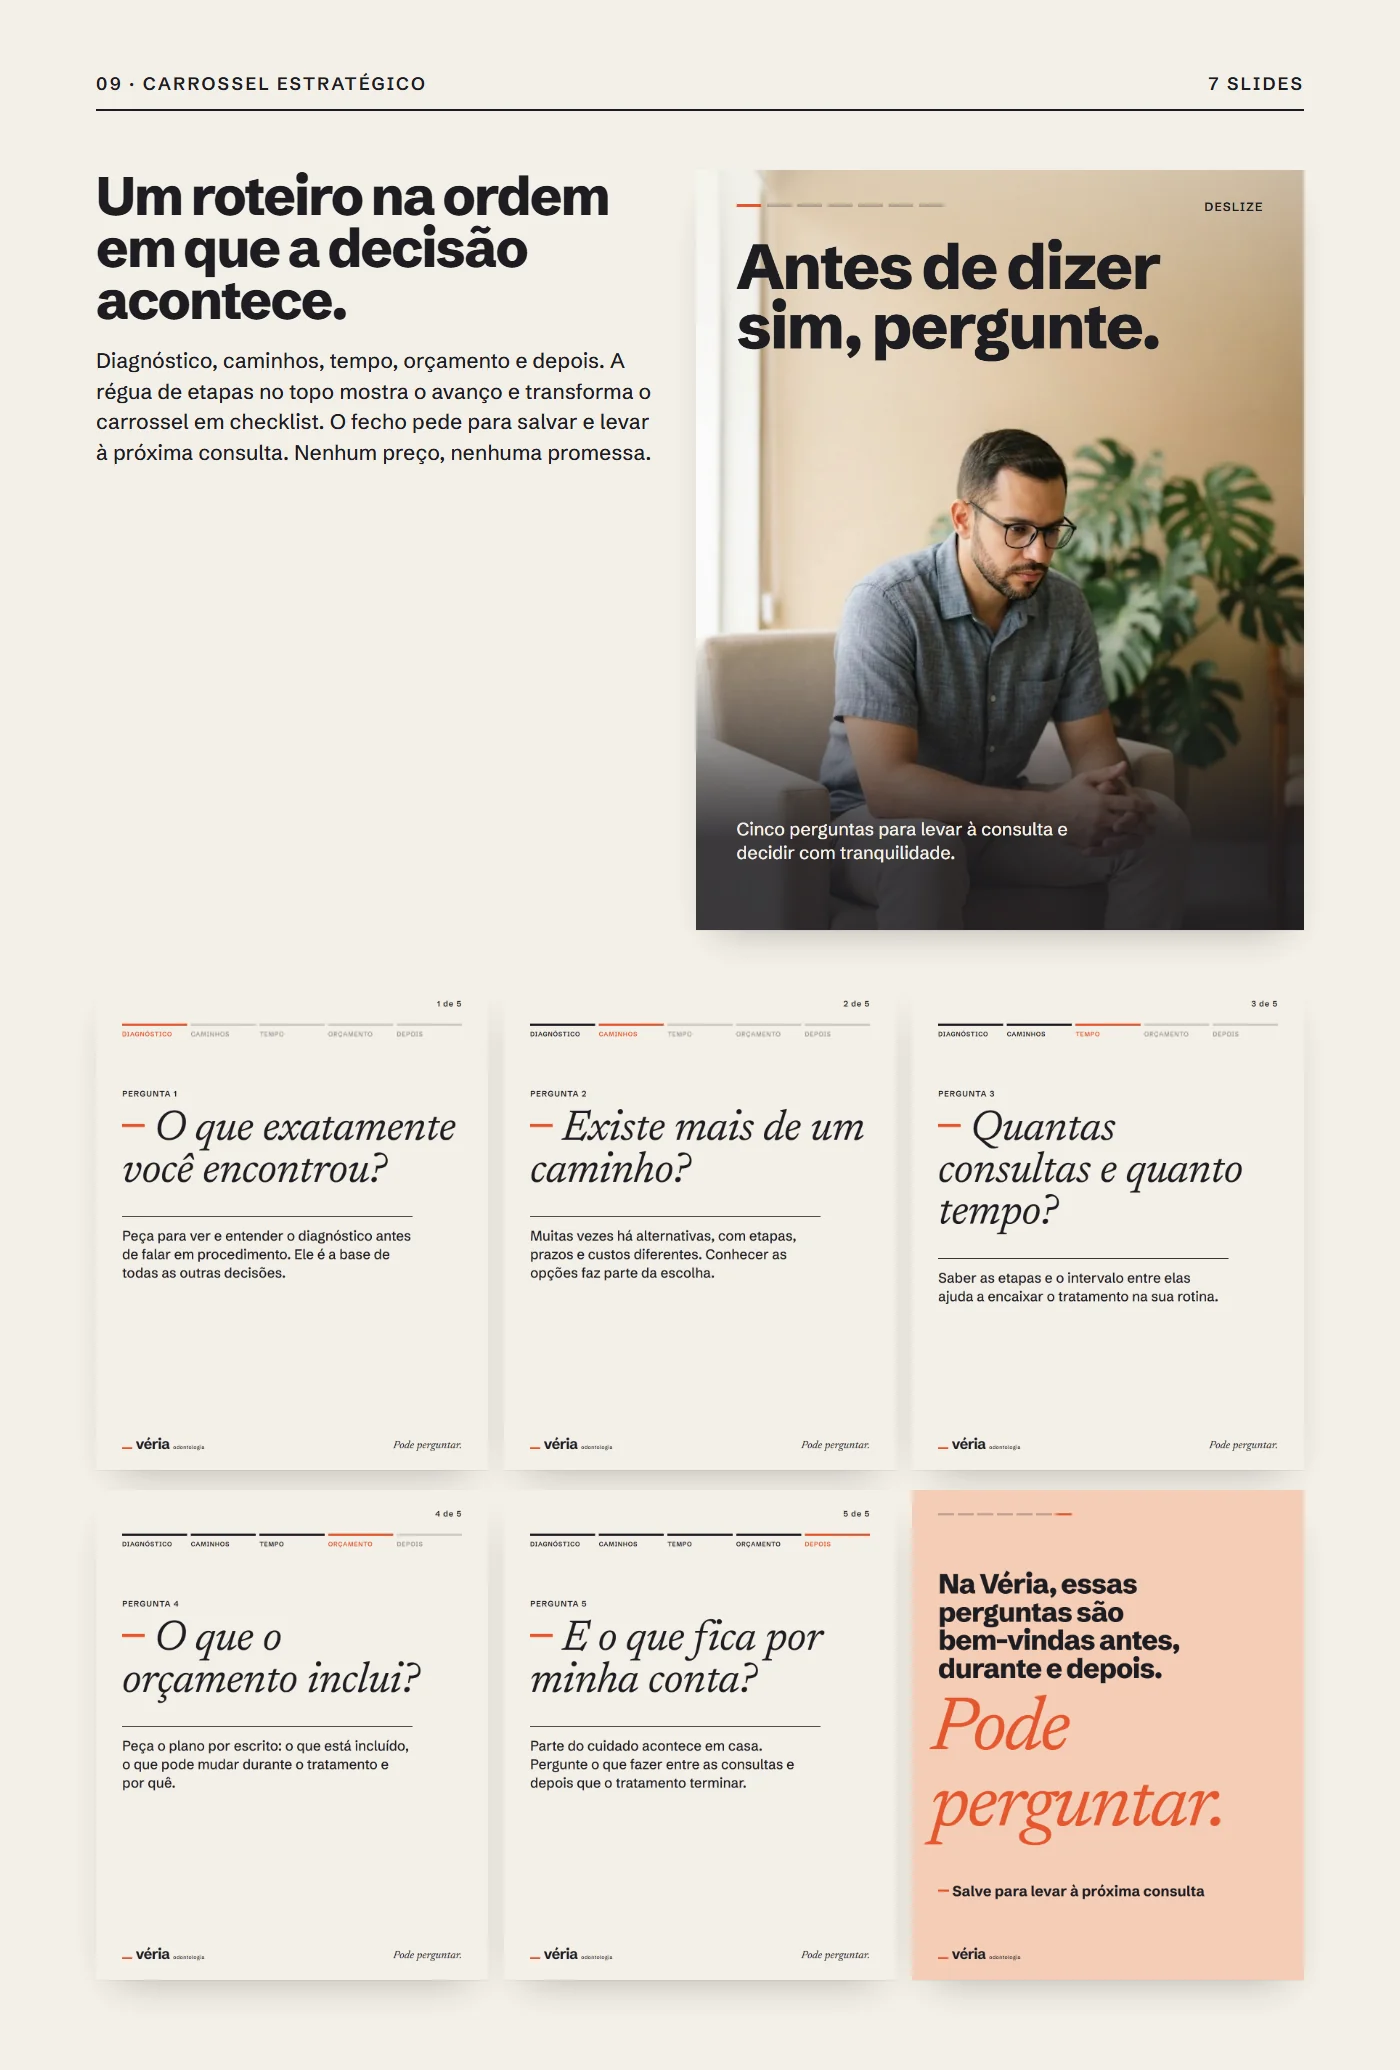 09 · CARROSSEL ESTRATÉGICO
7 SLIDES
Um roteiro na ordem
em que a decisão
acontece.
Diagnóstico, caminhos, tempo, orçamento e depois. A
régua de etapas no topo mostra o avanço e transforma o
carrossel em checklist. O fecho pede para salvar e levar
à próxima consulta. Nenhum preço, nenhuma promessa.
DESLIZE
Antes de dizer
sim, pergunte.
Cinco perguntas para levar à consulta e
decidir com tranquilidade.
1 de 5
DIAGNÓSTICO CAMINHOS TEMPO ORÇAMENTO DEPOIS
PERGUNTA 1
— O que exatamente
você encontrou?
Peça para ver e entender o diagnóstico antes
de falar em procedimento. Ele é a base de
todas as outras decisões.
_ véria odontologia
Pode perguntar.
2 de 5
DIAGNÓSTICO CAMINHOS TEMPO ORÇAMENTO DEPOIS
PERGUNTA 2
— Existe mais de um
caminho?
Muitas vezes há alternativas, com etapas,
prazos e custos diferentes. Conhecer as
opções faz parte da escolha.
_ véria odontologia
Pode perguntar.
3 de 5
DIAGNÓSTICO CAMINHOS TEMPO ORÇAMENTO DEPOIS
PERGUNTA 3
— Quantas
consultas e quanto
tempo?
Saber as etapas e o intervalo entre elas
ajuda a encaixar o tratamento na sua rotina.
_ véria odontologia
Pode perguntar.
4 de 5
DIAGNÓSTICO CAMINHOS TEMPO ORÇAMENTO DEPOIS
PERGUNTA 4
— O que o
orçamento inclui?
Peça o plano por escrito: o que está incluído,
o que pode mudar durante o tratamento e
por quê.
_ véria odontologia
Pode perguntar.
5 de 5
DIAGNÓSTICO CAMINHOS TEMPO ORÇAMENTO DEPOIS
PERGUNTA 5
— E o que fica por
minha conta?
Parte do cuidado acontece em casa.
Pergunte o que fazer entre as consultas e
depois que o tratamento terminar.
_ véria odontologia
Pode perguntar.
Na Véria, essas
perguntas são
bem-vindas antes,
durante e depois.
Pode
perguntar.
— Salve para levar à próxima consulta
_ véria odontologia